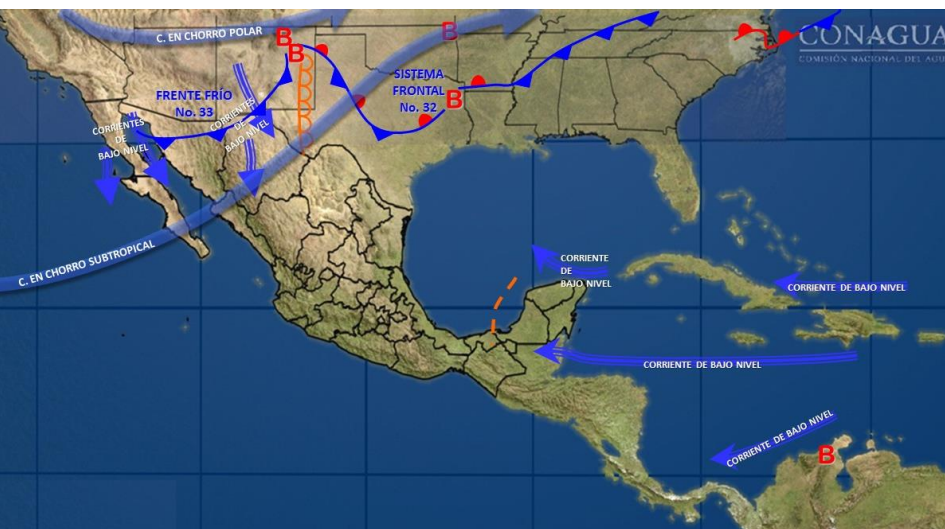 C. EN CHORRO POLAR
B
B
B
CONAGUA
COMISIÓN NACIONAL DEL AGUA
SISTEMA
FRONTAL
No. 32
B
FRENTE FRÍO
No. 33
CORRIENTES
DE
BAJO NIVEL
CORRIENTES
DE
BAJO NIVEL
C. EN CHORRO SUBTROPICAL
CORRIENTE
DE
BAJO NIVEL
CORRIENTE DE BAJO NIVEL
CORRIENTE DE BAJO NIVEL
CORRIENTE DE BAJO NIVEL
B